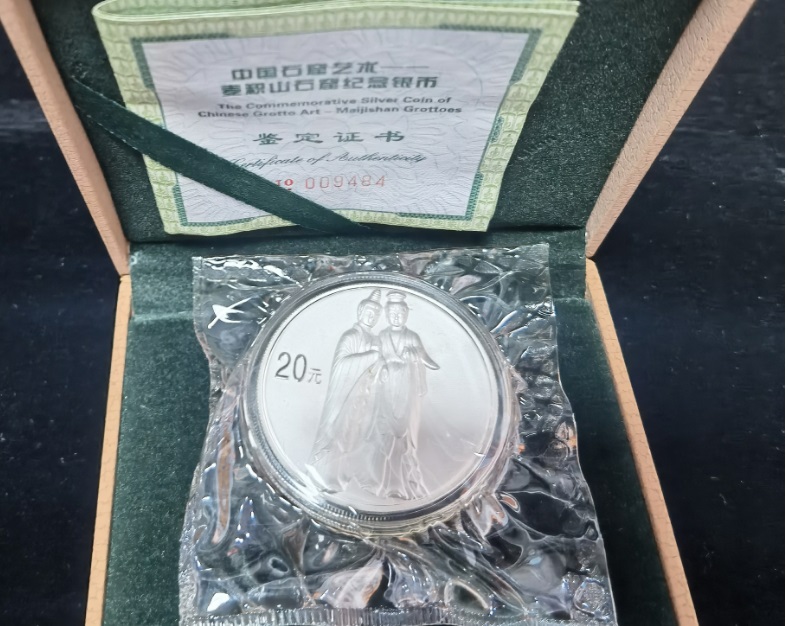 中国石窟艺术——
麦积山石窟纪念银币
The Commemorative Silver Coin of
Chinese Grotto Art – Maijishan Grottoes
鉴定证书
Certificate of Authenticity
009484
20元